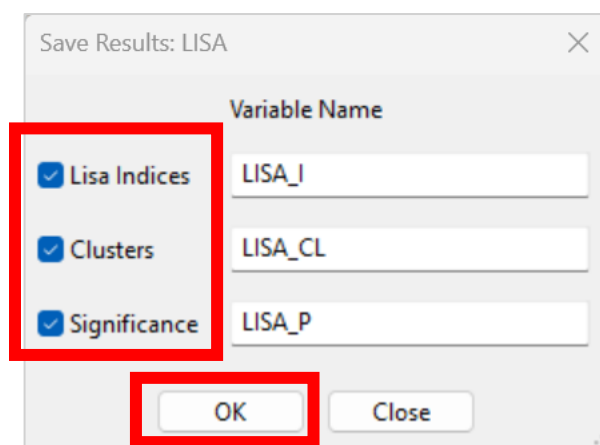 Save Results: LISA
Variable Name
Lisa Indices LISA_I
Clusters LISA_CL
Significance LISA_P
OK Close